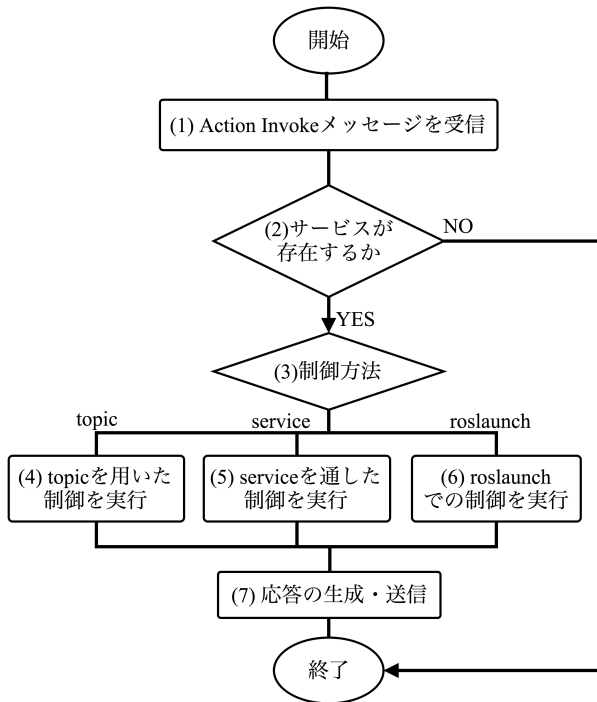 開始
(1) Action Invokeメッセージを受信
(2)サービスが
存在するか
NO
YES
(3)制御方法
topic
service
roslaunch
(4) topicを用いた
制御を実行
(5) serviceを通した
制御を実行
(6) roslaunch
での制御を実行
(7) 応答の生成・送信
終了